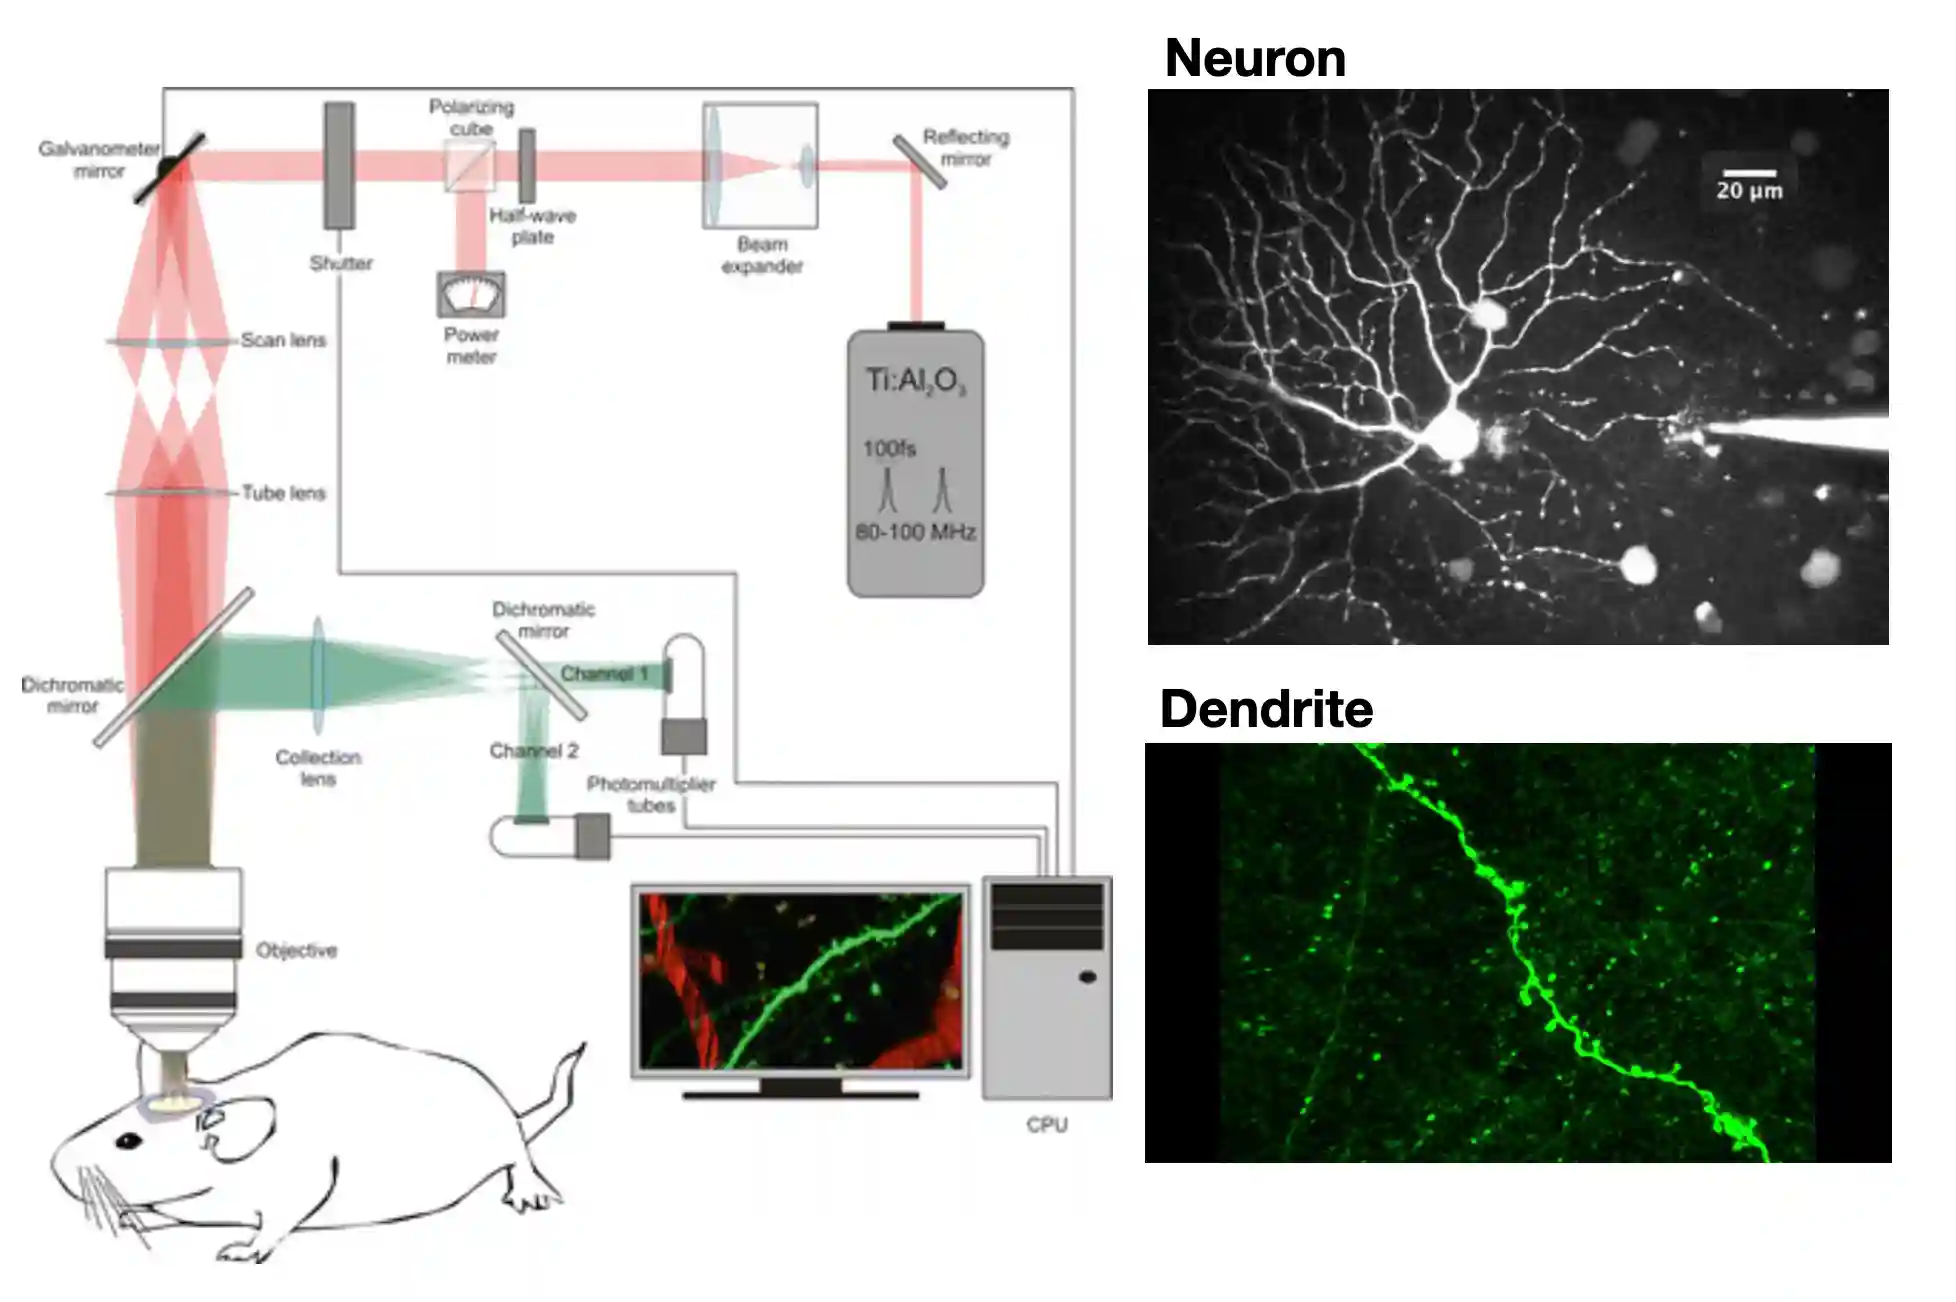 Neuron
20 µm
Dendrite
Polarizing
cube
Galvanometer
mirror
Reflecting
mirror
Half-wave
plate
Shutter
Beam
expander
Power
meter
Scan lens
Ti:Al₂O₃
100fs
80-100 MHz
Tube lens
Dichromatic
mirror
Channel 1
Dichromatic
mirror
Collection
lens
Channel 2
Photomultiplier
tubes
Objective
CPU